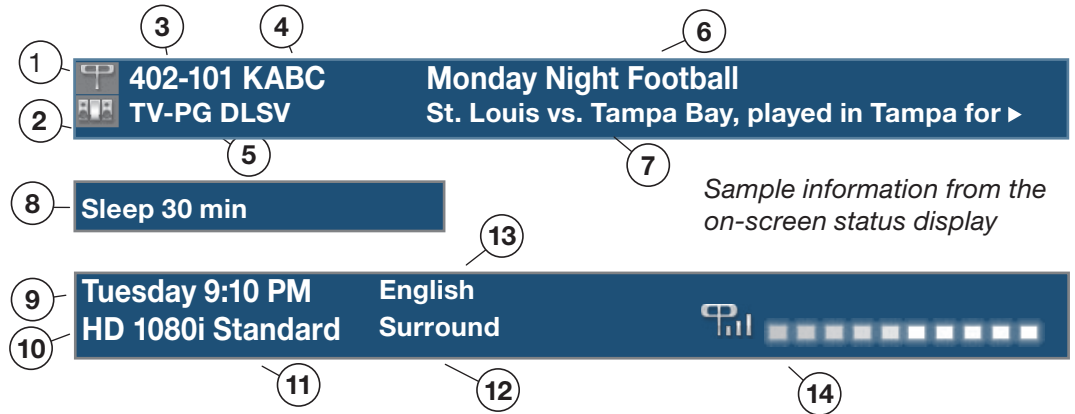 3 4 6
1 402-101 KABC Monday Night Football
2 TV-PG DLSV St. Louis vs. Tampa Bay, played in Tampa for ▶
5 7
8 Sleep 30 min
Sample information from the
on-screen status display
13
9 Tuesday 9:10 PM English
10 HD 1080i Standard Surround
11 12 14